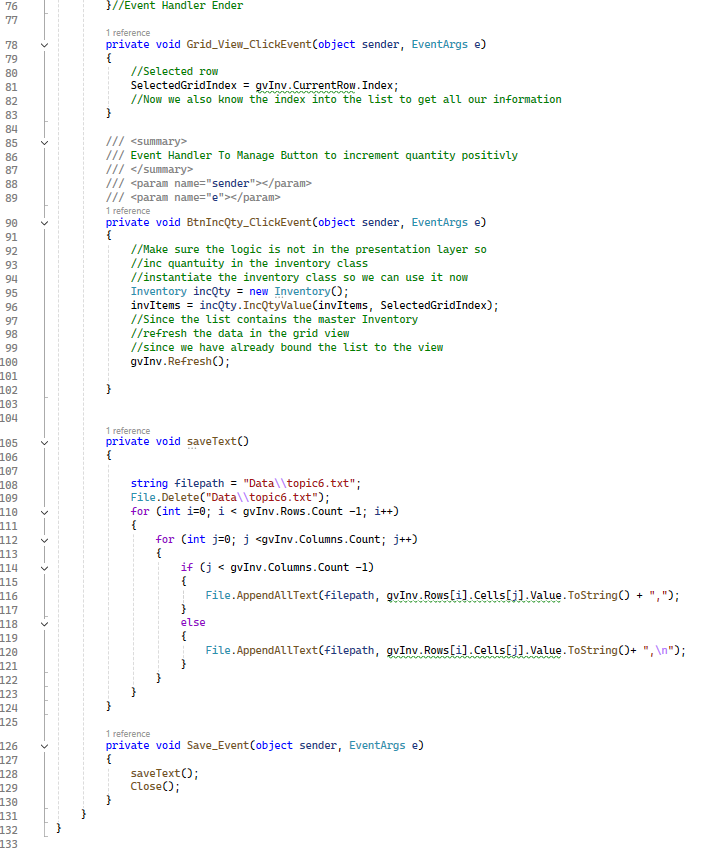 76 }//Event Handler Ender
77
1 reference
78 private void Grid_View_ClickEvent(object sender, EventArgs e)
79 {
80 //Selected row
81 SelectedGridIndex = gvInv.CurrentRow.Index;
82 //Now we also know the index into the list to get all our information
83 }
84
85 /// <summary>
86 /// Event Handler To Manage Button to increment quantity positivly
87 /// </summary>
88 /// <param name="sender"></param>
89 /// <param name="e"></param>
1 reference
90 private void BtnIncQty_ClickEvent(object sender, EventArgs e)
91 {
92 //Make sure the logic is not in the presentation layer so
93 //inc quantuity in the inventory class
94 //instantiate the inventory class so we can use it now
95 Inventory incQty = new Inventory();
96 invItems = incQty.IncQtyValue(invItems, SelectedGridIndex);
97 //Since the list contains the master Inventory
98 //refresh the data in the grid view
99 //since we have already bound the list to the view
100 gvInv.Refresh();
101
102 }
103
104
1 reference
105 private void saveText()
106 {
107
108 string filepath = "Data\\topic6.txt";
109 File.Delete("Data\\topic6.txt");
110 for (int i=0; i < gvInv.Rows.Count -1; i++)
111 {
112 for (int j=0; j <gvInv.Columns.Count; j++)
113 {
114 if (j < gvInv.Columns.Count -1)
115 {
116 File.AppendAllText(filepath, gvInv.Rows[i].Cells[j].Value.ToString() + ",");
117 }
118 else
119 {
120 File.AppendAllText(filepath, gvInv.Rows[i].Cells[j].Value.ToString()+ ",\n");
121 }
122 }
123 }
124 }
125
1 reference
126 private void Save_Event(object sender, EventArgs e)
127 {
128 saveText();
129 Close();
130 }
131 }
132 }
133